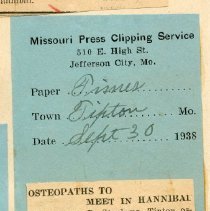 Missouri Press Clipping Service
510 E. High St.
Jefferson City, Mo.
Paper Times
Town Tipton Mo.
Date Sept 30 1938
OSTEOPATHS TO
MEET IN HANNIBAL